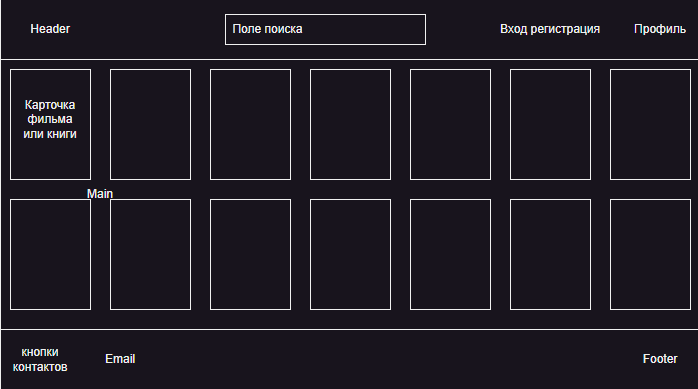 Header
Поле поиска
Вход регистрация
Профиль
Карточка
фильма
или книги
Main
кнопки
контактов
Email
Footer